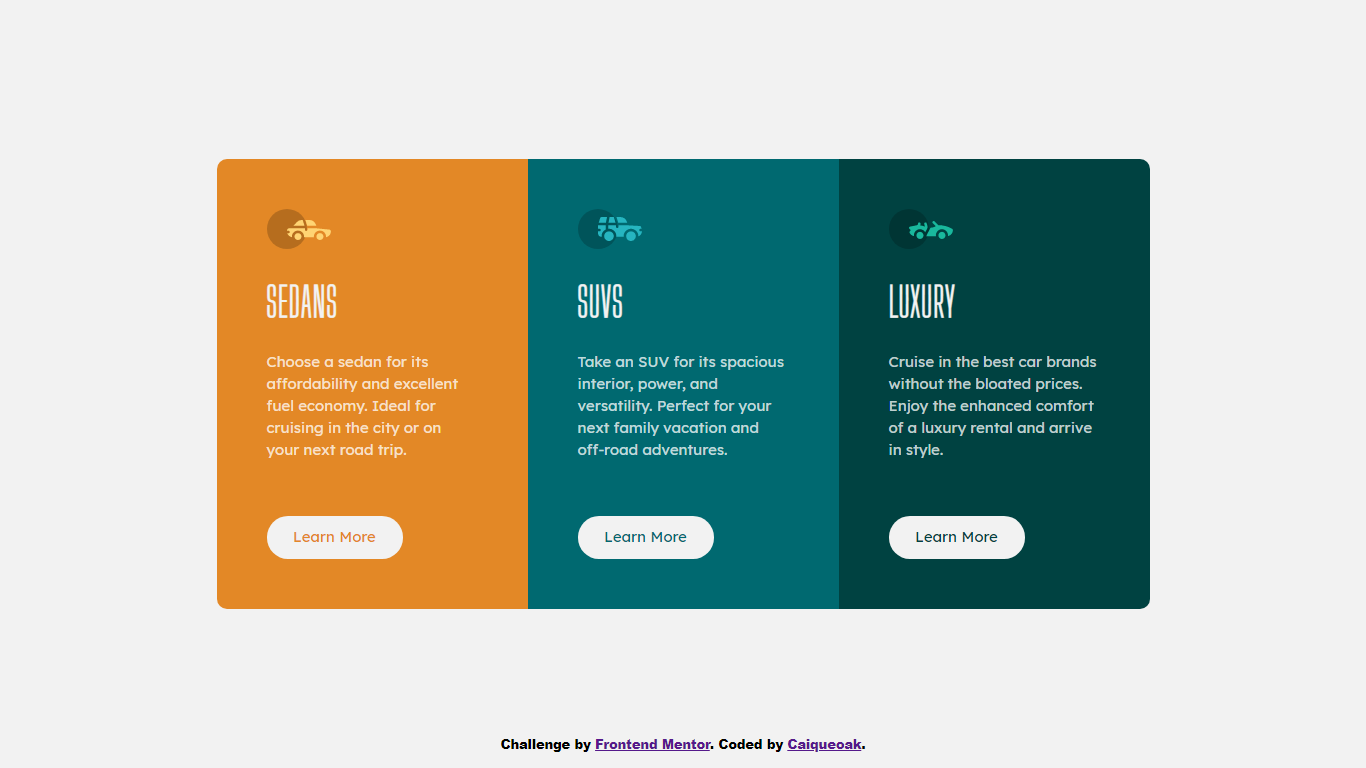 SEDANS
Choose a sedan for its
affordability and excellent
fuel economy. Ideal for
cruising in the city or on
your next road trip.
Learn More
SUVS
Take an SUV for its spacious
interior, power, and
versatility. Perfect for your
next family vacation and
off-road adventures.
Learn More
LUXURY
Cruise in the best car brands
without the bloated prices.
Enjoy the enhanced comfort
of a luxury rental and arrive
in style.
Learn More
Challenge by Frontend Mentor. Coded by Caiqueoak.